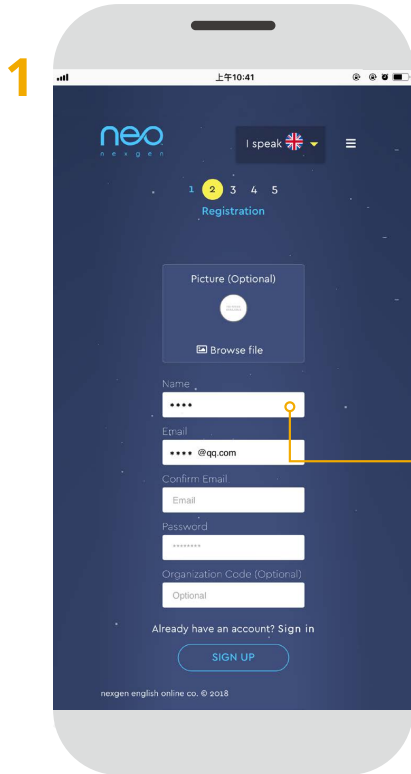 1
上午10:41
neo
nexgen
I speak
1 2 3 4 5
Registration
Picture (Optional)
Browse file
Name
****
Email
**** @qq.com
Confirm Email
Email
Password
********
Organization Code (Optional)
Optional
Already have an account? Sign in
SIGN UP
nexgen english online co. © 2018